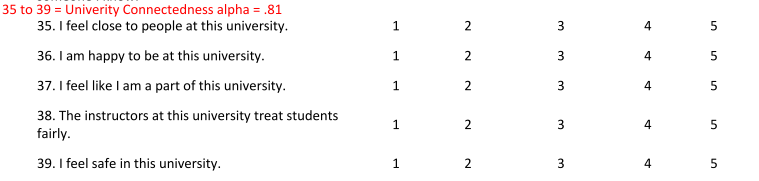 35 to 39 = Univerity Connectedness alpha = .81
35. I feel close to people at this university. 1 2 3 4 5
36. I am happy to be at this university. 1 2 3 4 5
37. I feel like I am a part of this university. 1 2 3 4 5
38. The instructors at this university treat students
fairly. 1 2 3 4 5
39. I feel safe in this university. 1 2 3 4 5